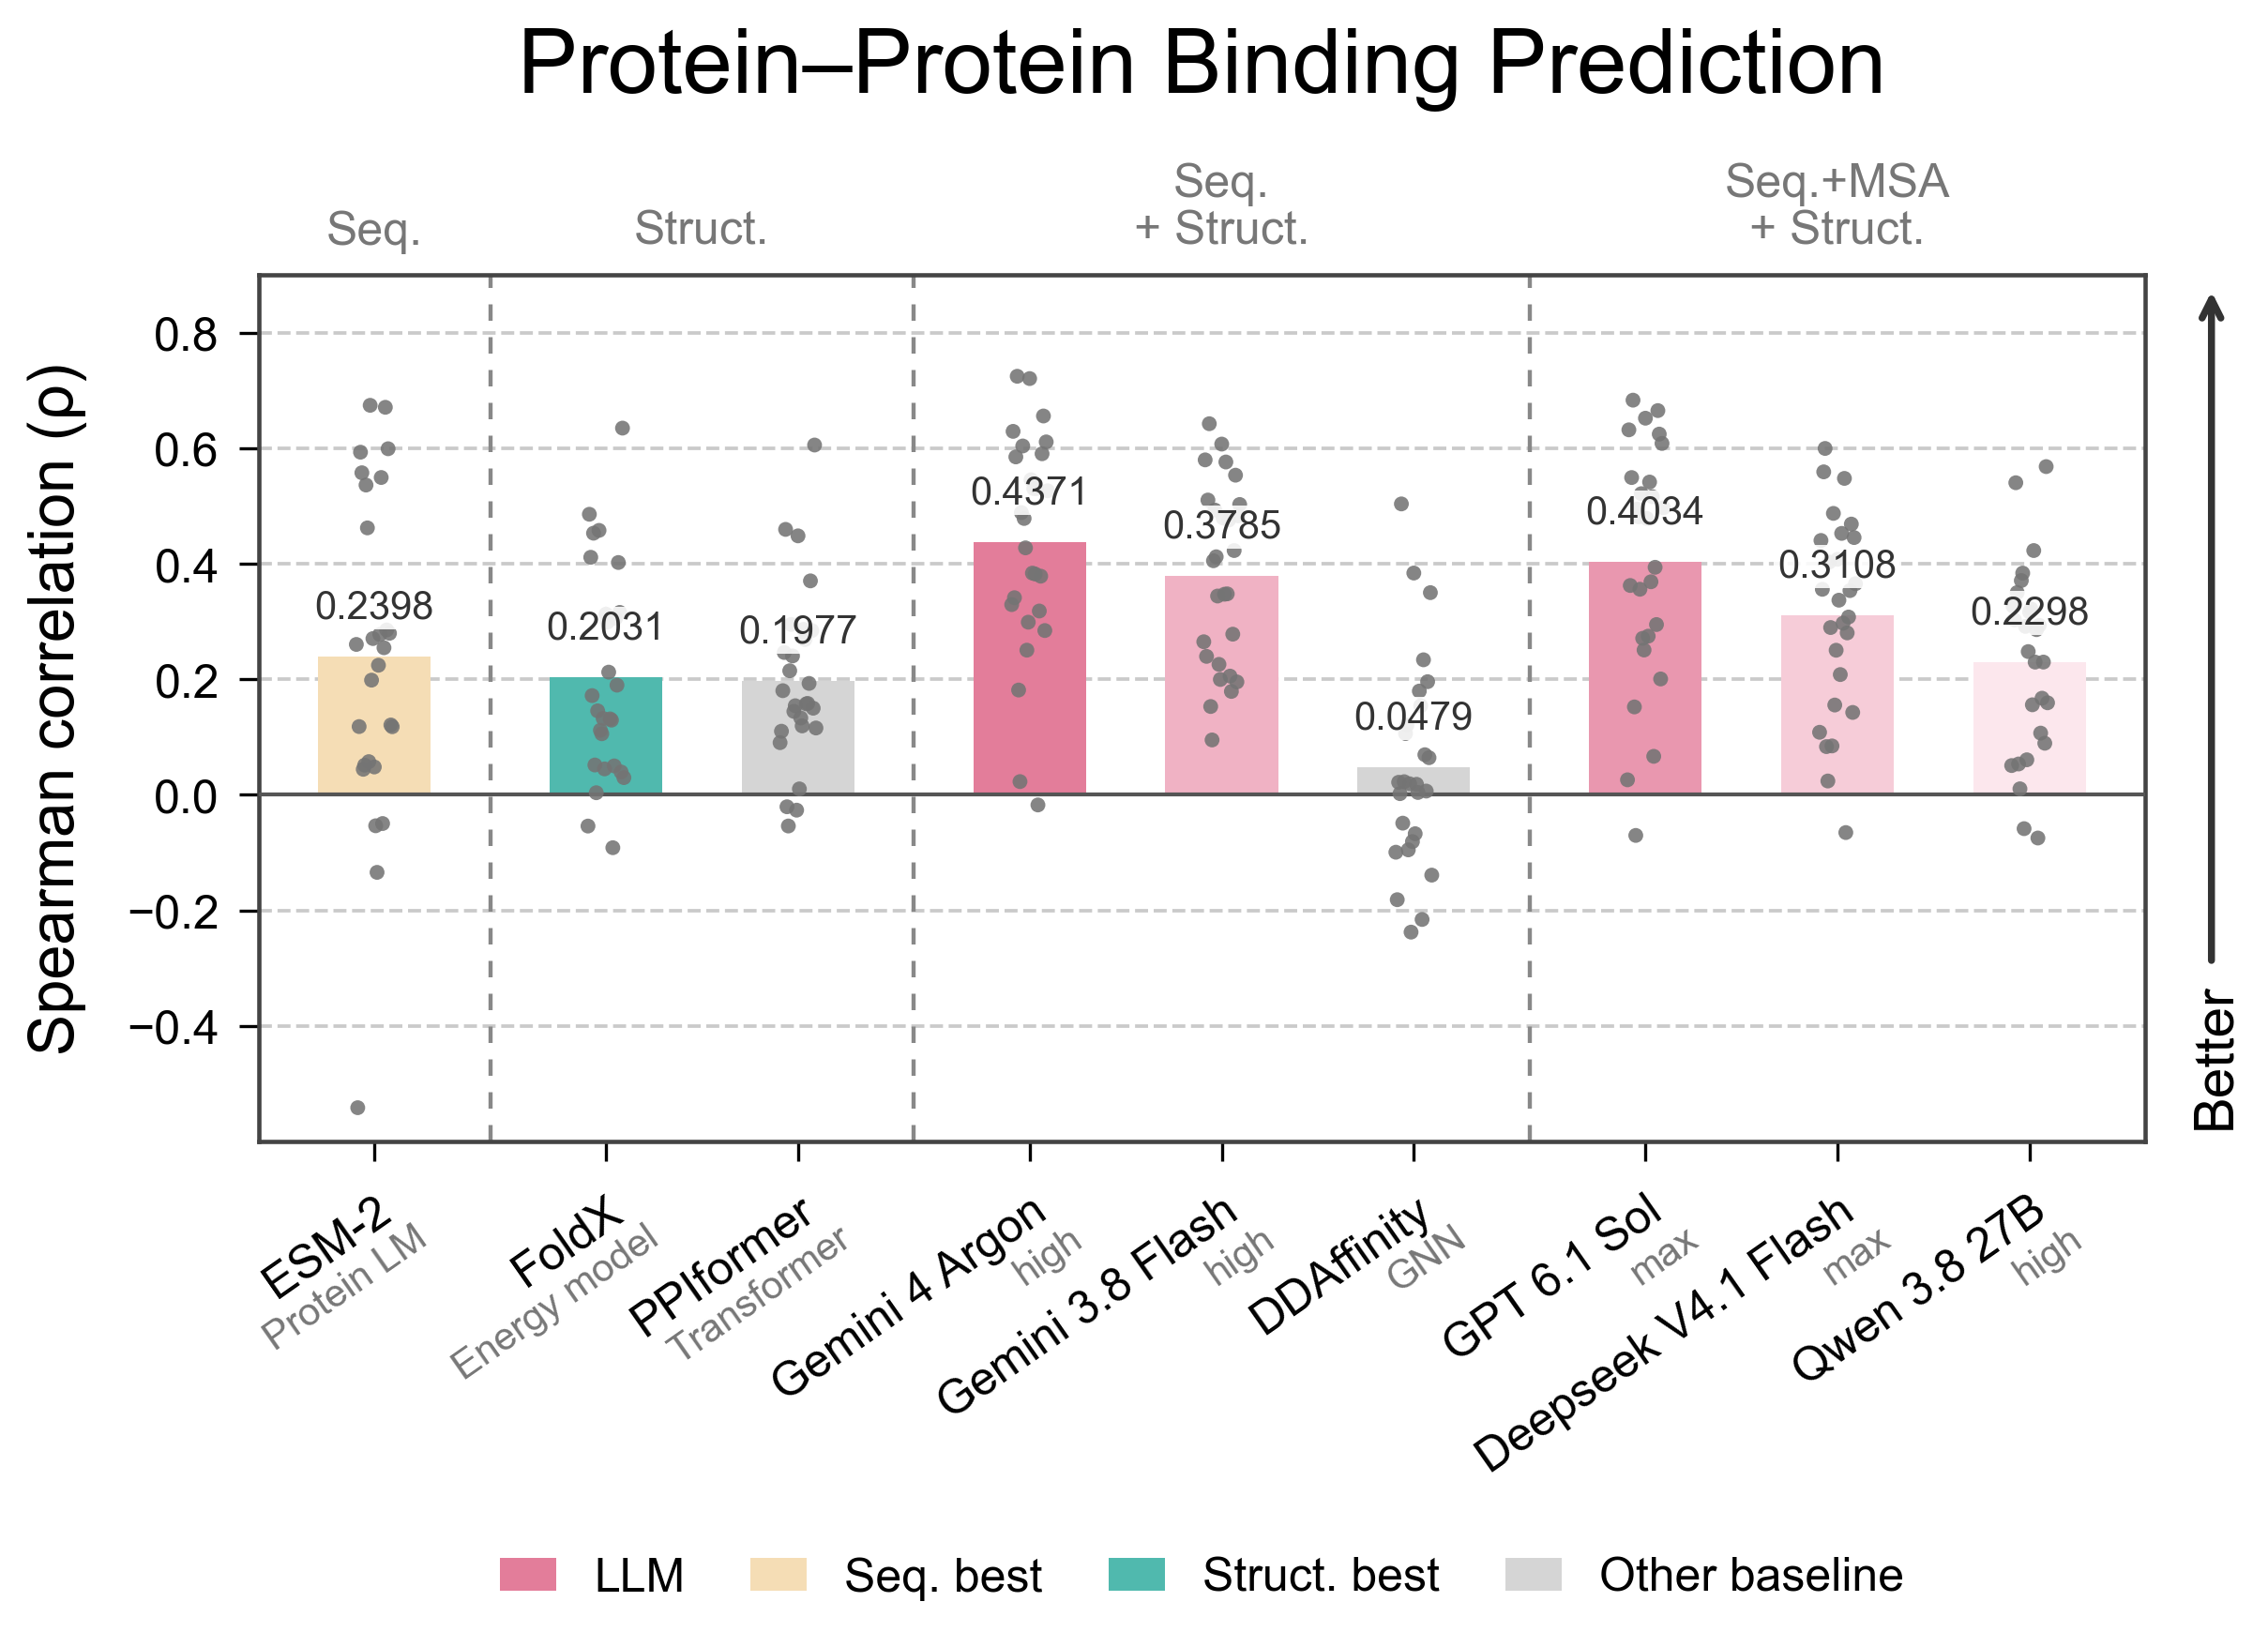 Protein–Protein Binding Prediction
Seq.
Struct.
Seq.
+ Struct.
Seq.+MSA
+ Struct.
Spearman correlation (ρ)
0.8
0.6
0.4
0.2
0.0
−0.2
−0.4
0.2398
0.2031
0.1977
0.4371
0.3785
0.0479
0.4034
0.3108
0.2298
Better
ESM-2
Protein LM
FoldX
Energy model
PPIformer
Transformer
Gemini 4 Argon
high
Gemini 3.8 Flash
high
DDAffinity
GNN
GPT 6.1 Sol
max
Deepseek V4.1 Flash
max
Qwen 3.8 27B
high
LLM
Seq. best
Struct. best
Other baseline